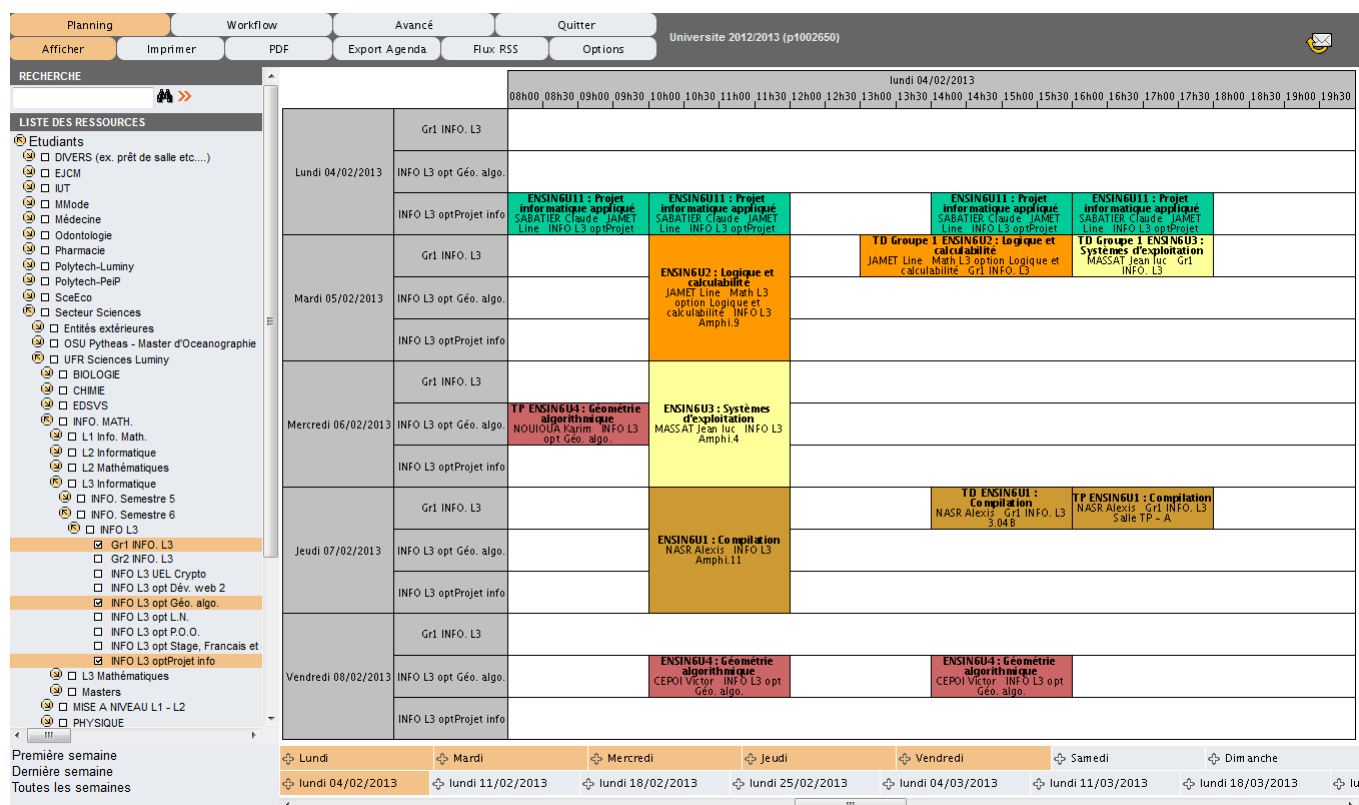 Planning Workflow Avancé Quitter
Afficher Imprimer PDF Export Agenda Flux RSS Options
Universite 2012/2013 (p1002650)
RECHERCHE
LISTE DES RESSOURCES
Etudiants
DIVERS (ex. prêt de salle etc....)
EJCM
IUT
MMode
Médecine
Odontologie
Pharmacie
Polytech-Luminy
Polytech-PeiP
SceEco
Secteur Sciences
Entités extérieures
OSU Pytheas - Master d'Oceanographie
UFR Sciences Luminy
BIOLOGIE
CHIMIE
EDSVS
INFO. MATH.
L1 Info. Math.
L2 Informatique
L2 Mathématiques
L3 Informatique
INFO. Semestre 5
INFO. Semestre 6
INFO L3
Gr1 INFO. L3
Gr2 INFO. L3
INFO L3 UEL Crypto
INFO L3 opt Dév. web 2
INFO L3 opt Géo. algo.
INFO L3 opt L.N.
INFO L3 opt P.O.O.
INFO L3 opt Stage, Francais et
INFO L3 optProjet info
L3 Mathématiques
Masters
MISE A NIVEAU L1 - L2
PHYSIQUE
lundi 04/02/2013
08h00 08h30 09h00 09h30 10h00 10h30 11h00 11h30 12h00 12h30 13h00 13h30 14h00 14h30 15h00 15h30 16h00 16h30 17h00 17h30 18h00 18h30 19h00 19h30
Lundi 04/02/2013
Gr1 INFO. L3
INFO L3 opt Géo. algo.
INFO L3 optProjet info
ENSIN6U11 : Projet
informatique appliqué
SABATIER Claude JAMET
Line INFO L3 optProjet
ENSIN6U11 : Projet
informatique appliqué
SABATIER Claude JAMET
Line INFO L3 optProjet
ENSIN6U11 : Projet
informatique appliqué
SABATIER Claude JAMET
Line INFO L3 optProjet
ENSIN6U11 : Projet
informatique appliqué
SABATIER Claude JAMET
Line INFO L3 optProjet
Mardi 05/02/2013
Gr1 INFO. L3
INFO L3 opt Géo. algo.
INFO L3 optProjet info
ENSIN6U2 : Logique et
calculabilité
JAMET Line Math L3
option Logique et
calculabilité INFO L3
Amphi.9
TD Groupe 1 ENSIN6U2 : Logique et
calculabilité
JAMET Line Math L3 option Logique et
calculabilité Gr1 INFO. L3
TD Groupe 1 ENSIN6U3 :
Systèmes d'exploitation
MASSAT Jean luc Gr1
INFO. L3
Mercredi 06/02/2013
Gr1 INFO. L3
INFO L3 opt Géo. algo.
INFO L3 optProjet info
TP ENSIN6U4 : Géométrie
algorithmique
NOUIOUA Karim INFO L3
opt Géo. algo.
ENSIN6U3 : Systèmes
d'exploitation
MASSAT Jean luc INFO L3
Amphi.4
Jeudi 07/02/2013
Gr1 INFO. L3
INFO L3 opt Géo. algo.
INFO L3 optProjet info
ENSIN6U1 : Compilation
NASR Alexis INFO L3
Amphi.11
TD ENSIN6U1 :
Compilation
NASR Alexis Gr1 INFO. L3
3.04 B
TP ENSIN6U1 : Compilation
NASR Alexis Gr1 INFO. L3
Salle TP - A
Vendredi 08/02/2013
Gr1 INFO. L3
INFO L3 opt Géo. algo.
INFO L3 optProjet info
ENSIN6U4 : Géométrie
algorithmique
CEPOI Victor INFO L3 opt
Géo. algo.
ENSIN6U4 : Géométrie
algorithmique
CEPOI Victor INFO L3 opt
Géo. algo.
Première semaine
Dernière semaine
Toutes les semaines
Lundi Mardi Mercredi Jeudi Vendredi Samedi Dimanche
lundi 04/02/2013 lundi 11/02/2013 lundi 18/02/2013 lundi 25/02/2013 lundi 04/03/2013 lundi 11/03/2013 lundi 18/03/2013 lu